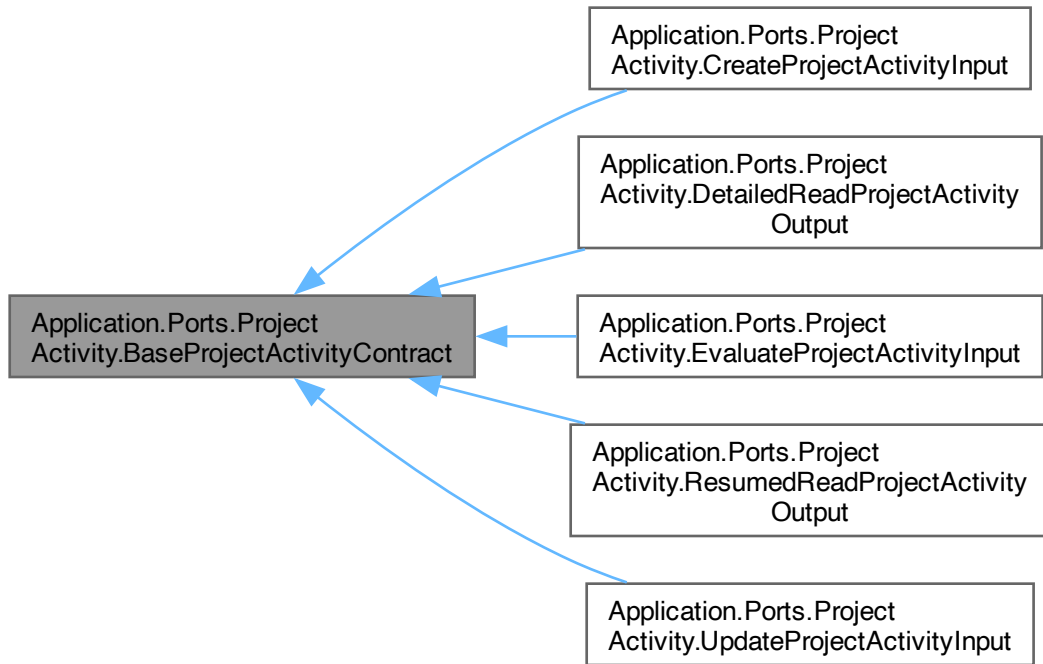 Application.Ports.Project
Activity.CreateProjectActivityInput
Application.Ports.Project
Activity.DetailedReadProjectActivity
Output
Application.Ports.Project
Activity.BaseProjectActivityContract
Application.Ports.Project
Activity.EvaluateProjectActivityInput
Application.Ports.Project
Activity.ResumedReadProjectActivity
Output
Application.Ports.Project
Activity.UpdateProjectActivityInput